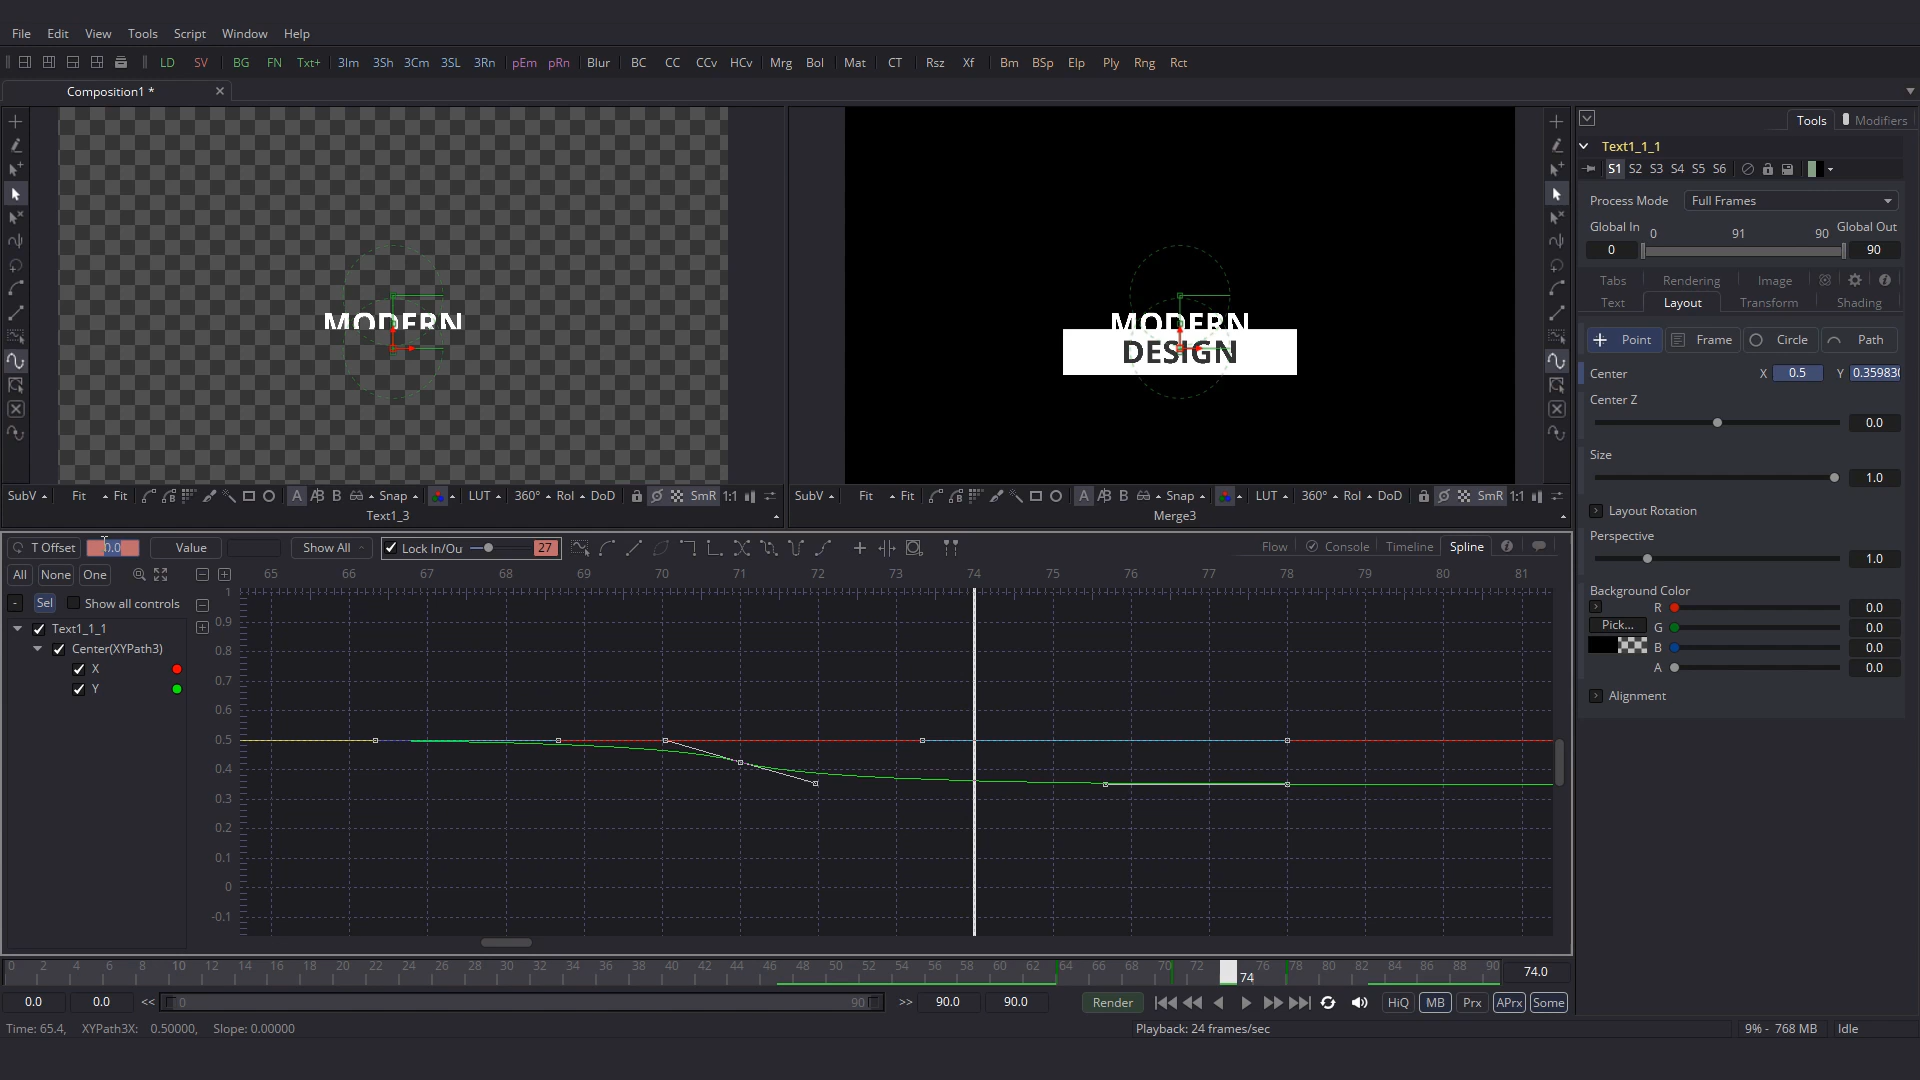 File Edit View Tools Script Window Help
LD SV BG FN Txt+ 3Im 3Sh 3Cm 3SL 3Rn pEm pRn Blur BC CC CCv HCv Mrg Bol Mat CT Rsz Xf Bm BSp Elp Ply Rng Rct
Composition1 *
MODERN
MODERN
DESIGN
SubV Fit Fit A B Snap LUT 360° RoI DoD SmR 1:1
Text1_3
SubV Fit Fit A B Snap LUT 360° RoI DoD SmR 1:1
Merge3
Tools Modifiers
Text1_1_1
S1 S2 S3 S4 S5 S6
Process Mode Full Frames
Global In 0 91 90 Global Out
0 90
Tabs Rendering Image
Text Layout Transform Shading
Point Frame Circle Path
Center X 0.5 Y 0.359830
Center Z
0.0
Size
1.0
Layout Rotation
Perspective
1.0
Background Color
R 0.0
Pick... G 0.0
B 0.0
A 0.0
Alignment
T Offset 0.0 Value Show All Lock In/Ou 27 Flow Console Timeline Spline
All None One
65 66 67 68 69 70 71 72 73 74 75 76 77 78 79 80 81
- Sel Show all controls
Text1_1_1
Center(XYPath3)
X
Y
1
0.9
0.8
0.7
0.6
0.5
0.4
0.3
0.2
0.1
0
-0.1
0 2 4 6 8 10 12 14 16 18 20 22 24 26 28 30 32 34 36 38 40 42 44 46 48 50 52 54 56 58 60 62 64 66 68 70 72 74 76 78 80 82 84 86 88 90 74.0
0.0 0.0 << 0 90 >> 90.0 90.0 Render HiQ MB Prx APrx Some
Time: 65.4, XYPath3X: 0.50000, Slope: 0.00000 Playback: 24 frames/sec 9% - 768 MB Idle